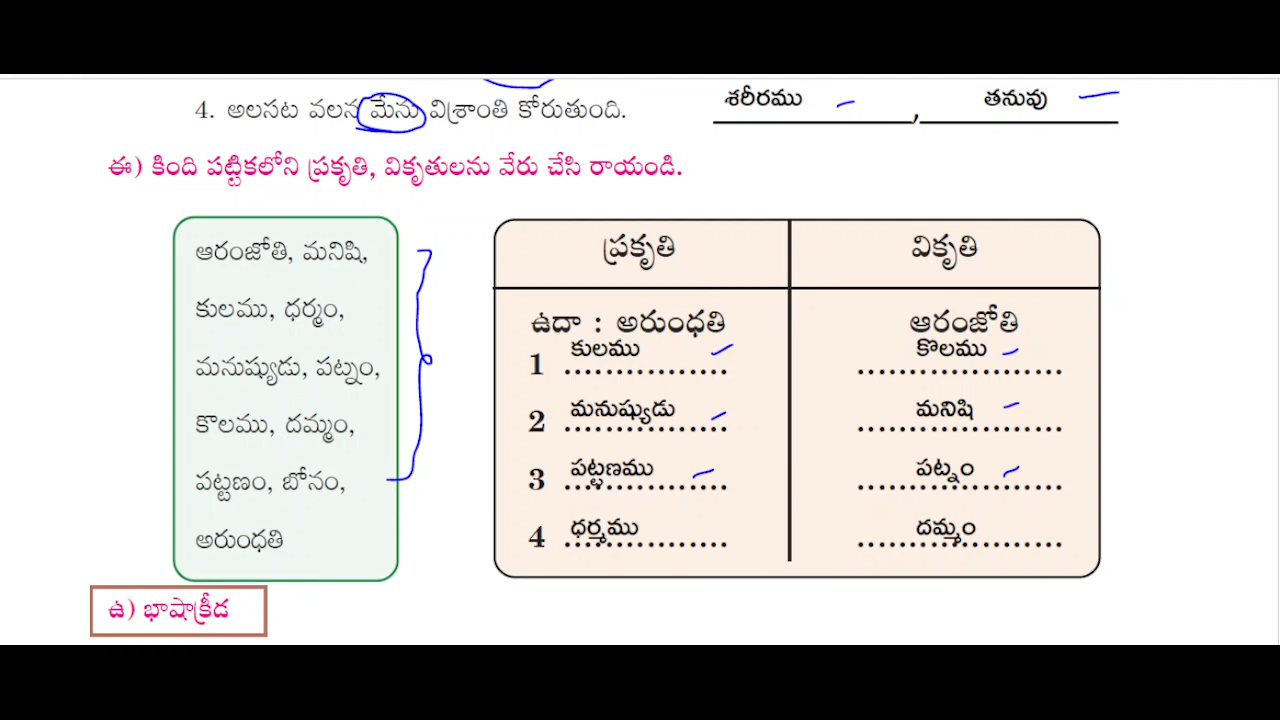 4. అలసట వలన మేను విశ్రాంతి కోరుతుంది. శరీరము , తనువు
ఈ) కింది పట్టికలోని ప్రకృతి, వికృతులను వేరు చేసి రాయండి.
ఆరంజోతి, మనిషి,
కులము, ధర్మం,
మనుష్యుడు, పట్నం,
కొలము, దమ్మం,
పట్టణం, బోనం,
అరుంధతి
ప్రకృతి వికృతి
ఉదా : అరుంధతి ఆరంజోతి
1 కులము కొలము
2 మనుష్యుడు మనిషి
3 పట్టణము పట్నం
4 ధర్మము దమ్మం
ఉ) భాషాక్రీడ